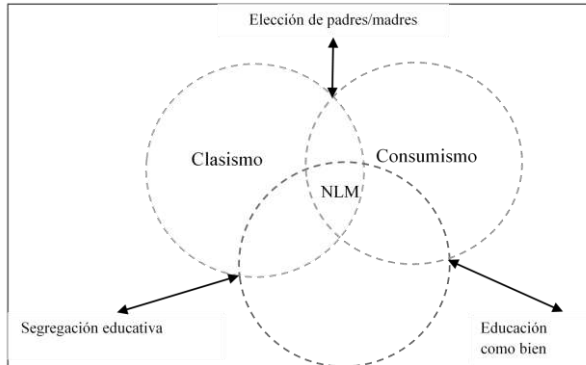 Elección de padres/madres
Clasismo
Consumismo
NLM
Segregación educativa
Educación
como bien